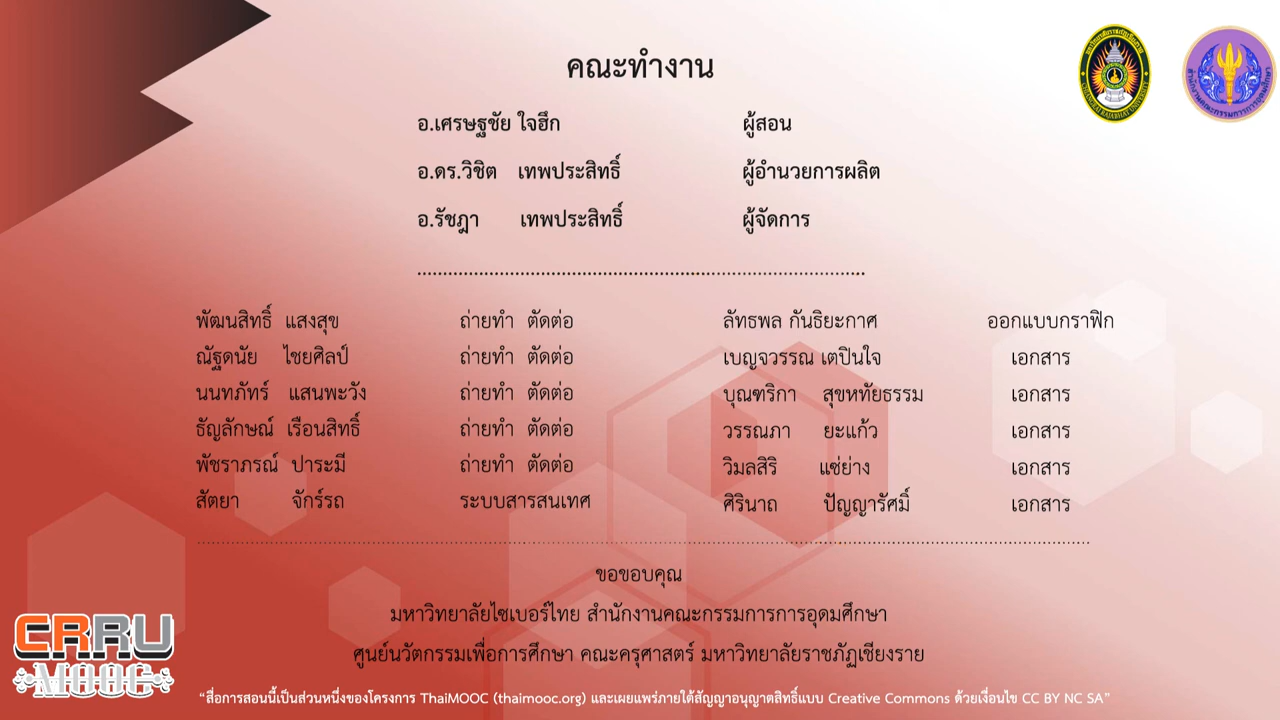 คณะทำงาน
อ.เศรษฐชัย ใจฮึก ผู้สอน
อ.ดร.วิชิต เทพประสิทธิ์ ผู้อำนวยการผลิต
อ.รัชฎา เทพประสิทธิ์ ผู้จัดการ
พัฒนสิทธิ์ แสงสุข ถ่ายทำ ตัดต่อ ลัทธพล กันธิยะกาศ ออกแบบกราฟิก
ณัฐดนัย ไชยศิลป์ ถ่ายทำ ตัดต่อ เบญจวรรณ เตปินใจ เอกสาร
นนทภัทร์ แสนพะวัง ถ่ายทำ ตัดต่อ บุณฑริกา สุขหทัยธรรม เอกสาร
ธัญลักษณ์ เรือนสิทธิ์ ถ่ายทำ ตัดต่อ วรรณภา ยะแก้ว เอกสาร
พัชราภรณ์ ปาระมี ถ่ายทำ ตัดต่อ วิมลสิริ แซ่ย่าง เอกสาร
สัตยา จักร์รถ ระบบสารสนเทศ ศิรินาถ ปัญญารัศมิ์ เอกสาร
ขอขอบคุณ
มหาวิทยาลัยไซเบอร์ไทย สำนักงานคณะกรรมการการอุดมศึกษา
ศูนย์นวัตกรรมเพื่อการศึกษา คณะครุศาสตร์ มหาวิทยาลัยราชภัฏเชียงราย
CRRU
MOOC
“สื่อการสอนนี้เป็นส่วนหนึ่งของโครงการ ThaiMOOC (thaimooc.org) และเผยแพร่ภายใต้สัญญาอนุญาตสิทธิ์แบบ Creative Commons ด้วยเงื่อนไข CC BY NC SA”